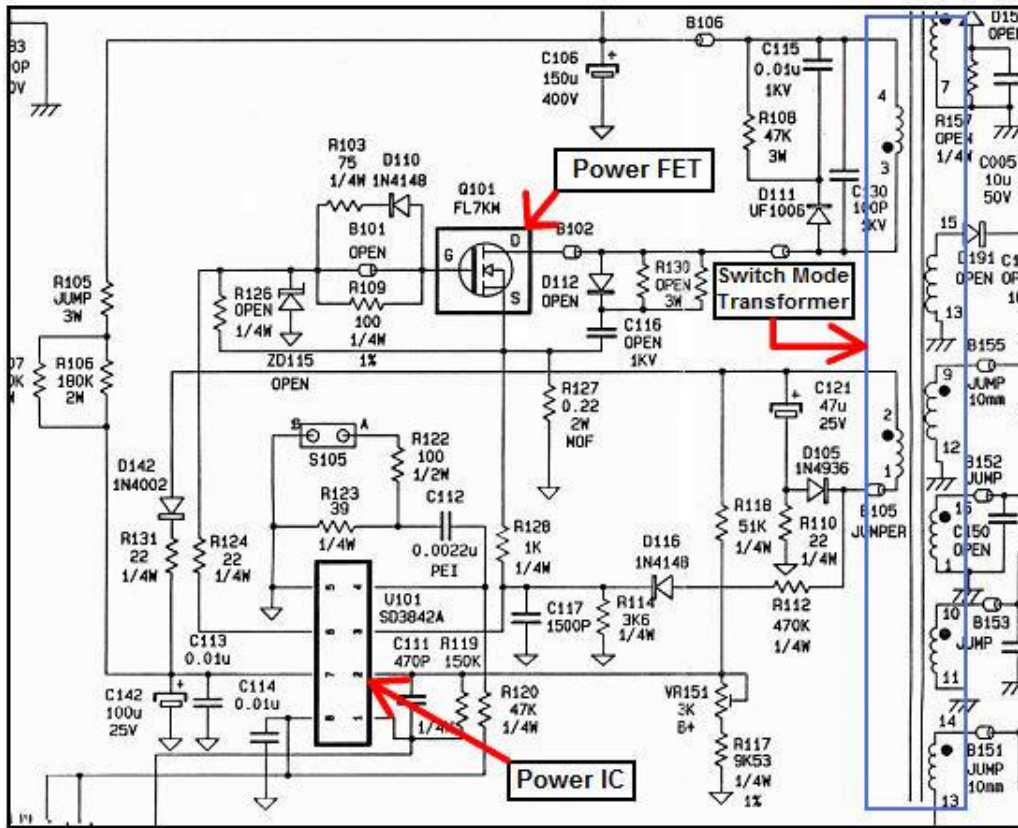 B106
D15
OPEN
C106
150u
400V
C115
0.01u
1KV
R108
47K
3W
4
3
7
R157
OPEN
1/4W
C005
10u
50V
R103
75
1/4W
D110
1N4148
Power FET
Q101
FL7KM
G
D
S
B101
OPEN
B102
D111
UF1006
C130
100P
1KV
15
D191
OPEN
13
R105
JUMP
3W
R126
OPEN
1/4W
R109
100
1/4W
1%
ZD115
OPEN
D112
OPEN
R130
OPEN
3W
C116
OPEN
1KV
Switch Mode
Transformer
R106
180K
2W
R127
0.22
2W
MOF
C121
47u
25V
2
1
B155
JUMP
10mm
9
12
D142
1N4002
B
A
S105
R122
100
1/2W
R123
39
1/4W
C112
0.0022u
PEI
R128
1K
1/4W
R118
51K
1/4W
D105
1N4936
R110
22
1/4W
B105
JUMPER
B152
JUMP
C150
OPEN
1
R131
22
1/4W
R124
22
1/4W
D116
1N4148
R112
470K
1/4W
U101
SD3842A
5
4
6
3
7
2
8
1
C117
1500P
R114
3K6
1/4W
10
B153
JUMP
11
C113
0.01u
C142
100u
25V
C114
0.01u
C111
470P
R119
150K
R120
47K
1/4W
VR151
3K
B+
R117
9K53
1/4W
1%
14
B151
JUMP
10mm
13
Power IC